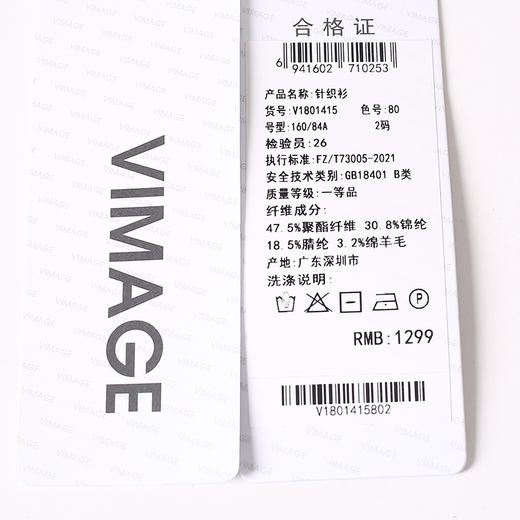 VIMAGE
合格证
6 941602 710253
产品名称:针织衫
货号:V1801415 色号:80
号型:160/84A 2码
检验员:26
执行标准:FZ/T73005-2021
安全技术类别:GB18401 B类
质量等级:一等品
纤维成分:
47.5%聚酯纤维 30.8%锦纶
18.5%腈纶 3.2%绵羊毛
产地:广东深圳市
洗涤说明:
P
RMB:1299
V1801415802